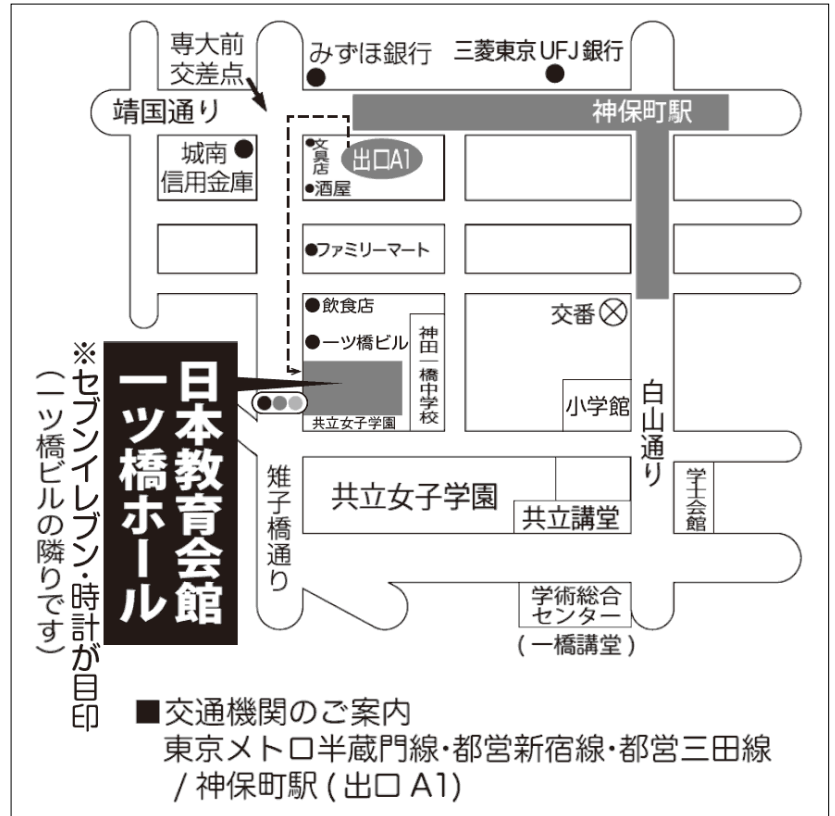 専大前
交差点
みずほ銀行
三菱東京UFJ銀行
靖国通り
神保町駅
城南
信用金庫
文具店
出口A1
酒屋
ファミリーマート
飲食店
一ツ橋ビル
神田一橋中学校
交番
小学館
白山通り
共立女子学園
日本教育会館
一ツ橋ホール
※セブンイレブン・時計が目印
(一ツ橋ビルの隣りです)
雉子橋通り
共立女子学園
共立講堂
学士会館
学術総合
センター
(一橋講堂)
■交通機関のご案内
東京メトロ半蔵門線・都営新宿線・都営三田線
/神保町駅(出口A1)